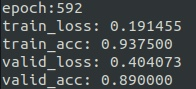 epoch:592
train_loss: 0.191455
train_acc: 0.937500
valid_loss: 0.404073
valid_acc: 0.890000